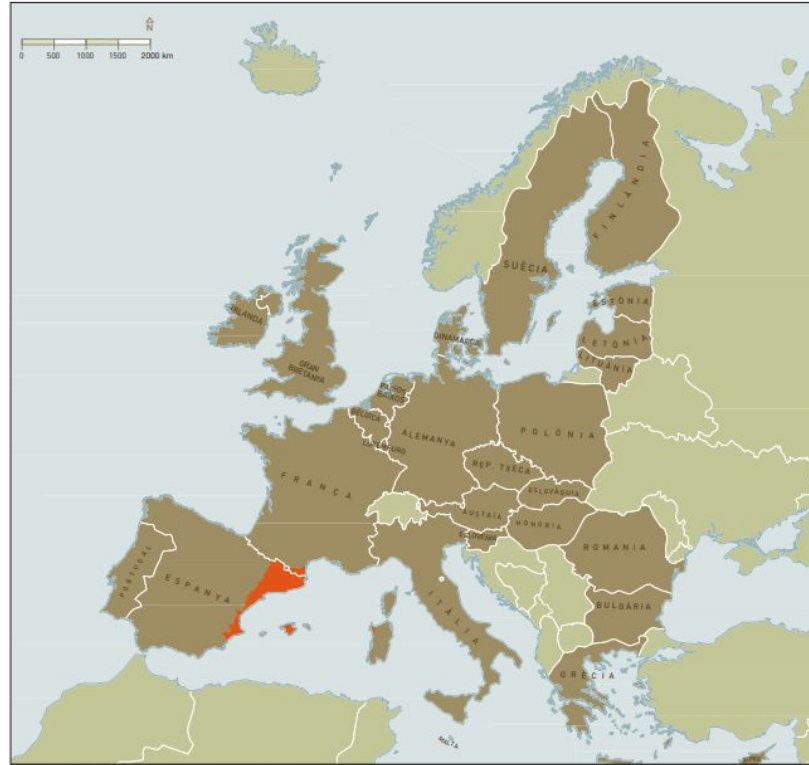 N
0 500 1000 1500 2000 km
FINLÀNDIA
SUÈCIA
ESTÒNIA
IRLANDA
LETÒNIA
DINAMARCA
LITUÀNIA
GRAN
BRETANYA
PAÏSOS
BAIXOS
BÈLGICA
ALEMANYA
POLÒNIA
LUXEMBURG
REP. TXECA
FRANÇA
ESLOVÀQUIA
ÀUSTRIA
HONGRIA
ESLOVÈNIA
ROMANIA
PORTUGAL
ESPANYA
ITÀLIA
BULGÀRIA
GRÈCIA
MALTA
XIPRE